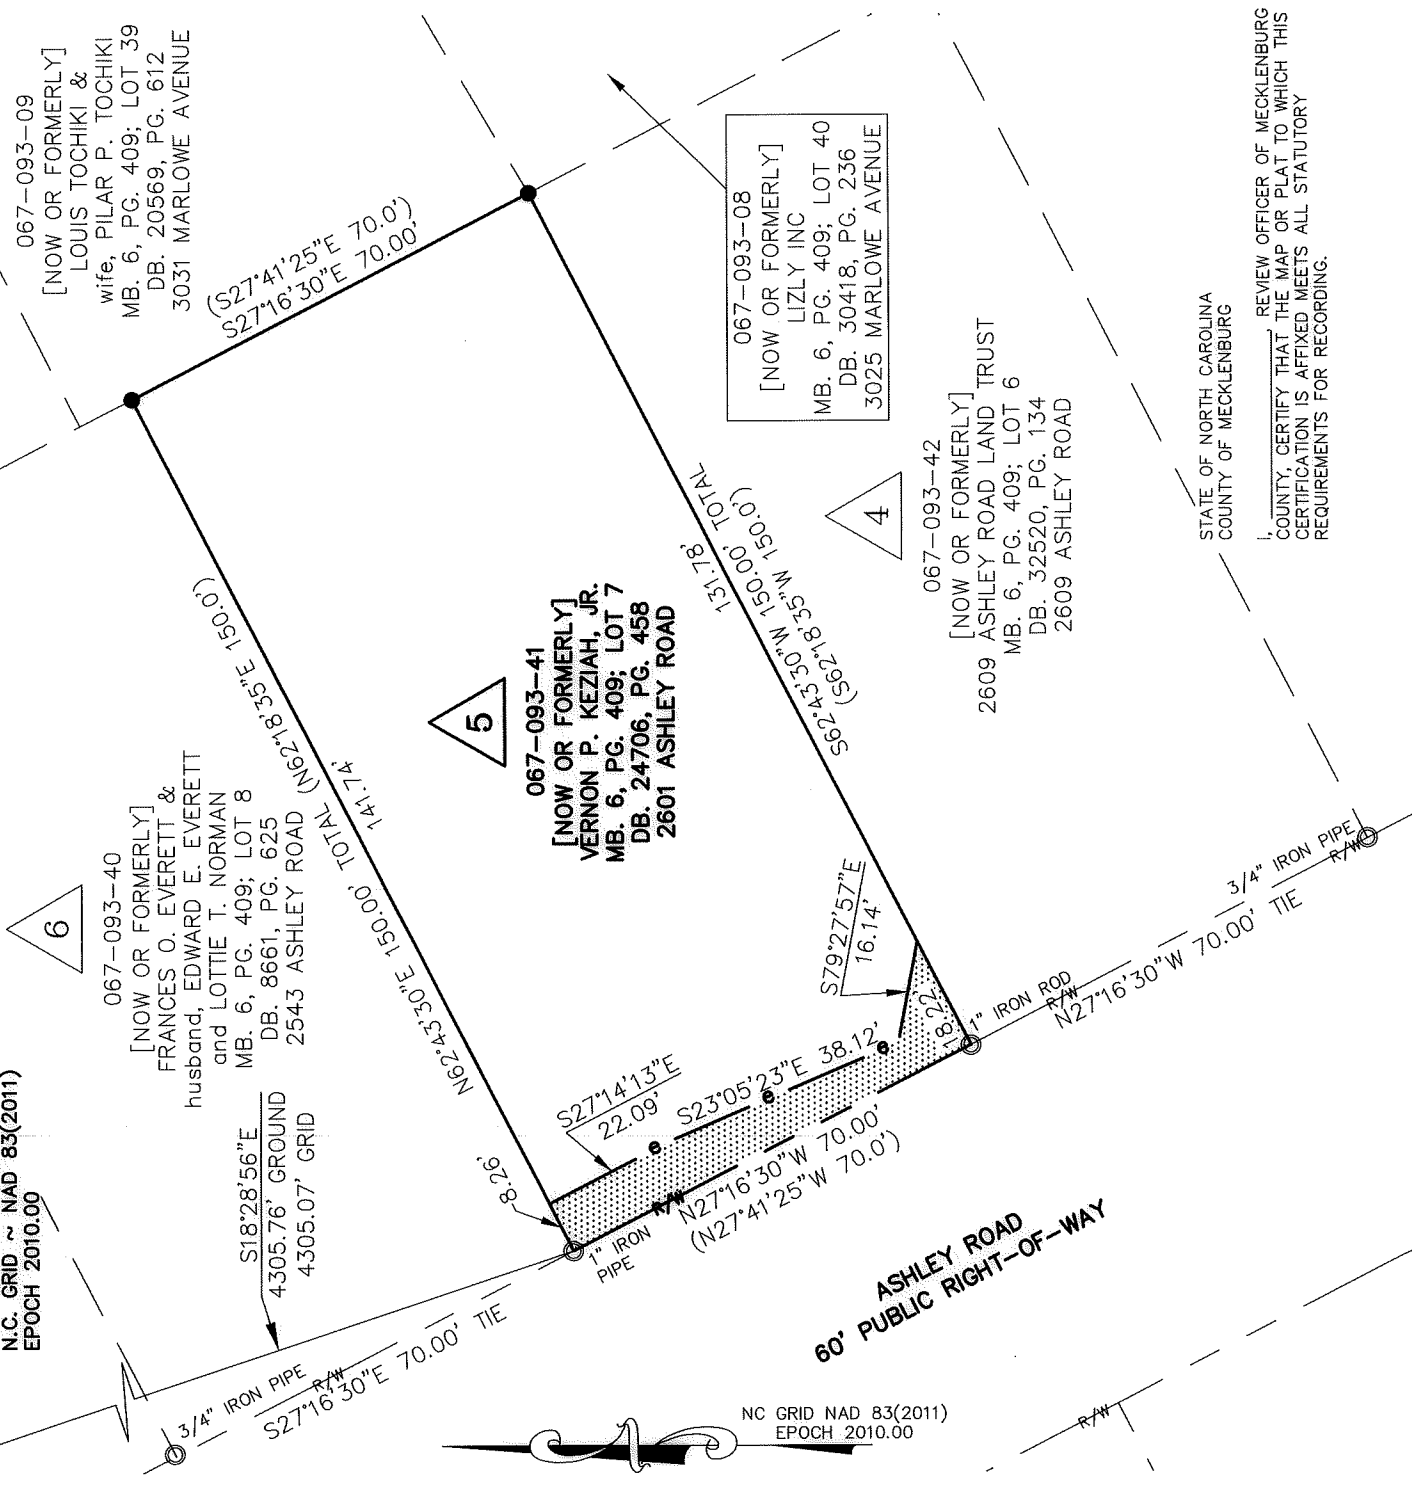 067-093-09
[NOW OR FORMERLY]
LOUIS TOCHIKI &
wife, PILAR P. TOCHIKI
MB. 6, PG. 409; LOT 39
DB. 20569, PG. 612
3031 MARLOWE AVENUE
(S27°41'25"E 70.0')
S27°16'30"E 70.00'
067-093-08
[NOW OR FORMERLY]
LIZLY INC
MB. 6, PG. 409; LOT 40
DB. 30418, PG. 236
3025 MARLOWE AVENUE
6
067-093-40
[NOW OR FORMERLY]
FRANCES O. EVERETT &
husband, EDWARD E. EVERETT
and LOTTIE T. NORMAN
MB. 6, PG. 409; LOT 8
DB. 8661, PG. 625
2543 ASHLEY ROAD
N62°43'30"E 150.00' TOTAL (N62°18'35"E 150.0')
141.74'
5
067-093-41
[NOW OR FORMERLY]
VERNON P. KEZIAH, JR.
MB. 6, PG. 409; LOT 7
DB. 24706, PG. 458
2601 ASHLEY ROAD
131.78'
S62°43'30"W 150.00' TOTAL
(S62°18'35"W 150.0')
4
067-093-42
[NOW OR FORMERLY]
2609 ASHLEY ROAD LAND TRUST
MB. 6, PG. 409; LOT 6
DB. 32520, PG. 134
2609 ASHLEY ROAD
STATE OF NORTH CAROLINA
COUNTY OF MECKLENBURG
I, REVIEW OFFICER OF MECKLENBURG
COUNTY, CERTIFY THAT THE MAP OR PLAT TO WHICH THIS
CERTIFICATION IS AFFIXED MEETS ALL STATUTORY
REQUIREMENTS FOR RECORDING.
N.C. GRID ~ NAD 83(2011)
EPOCH 2010.00
S18°28'56"E
4305.76' GROUND
4305.07' GRID
8.26'
S27°14'13"E
22.09'
e
S23°05'23"E 38.12'
e
e
S79°27'57"E
16.14'
18.22
3/4" IRON PIPE
R/W
S27°16'30"E 70.00' TIE
1" IRON
PIPE
R/W
N27°16'30"W 70.00'
(N27°41'25"W 70.0')
1" IRON ROD
R/W
N27°16'30"W 70.00' TIE
3/4" IRON PIPE
R/W
ASHLEY ROAD
60' PUBLIC RIGHT-OF-WAY
NC GRID NAD 83(2011)
EPOCH 2010.00
R/W